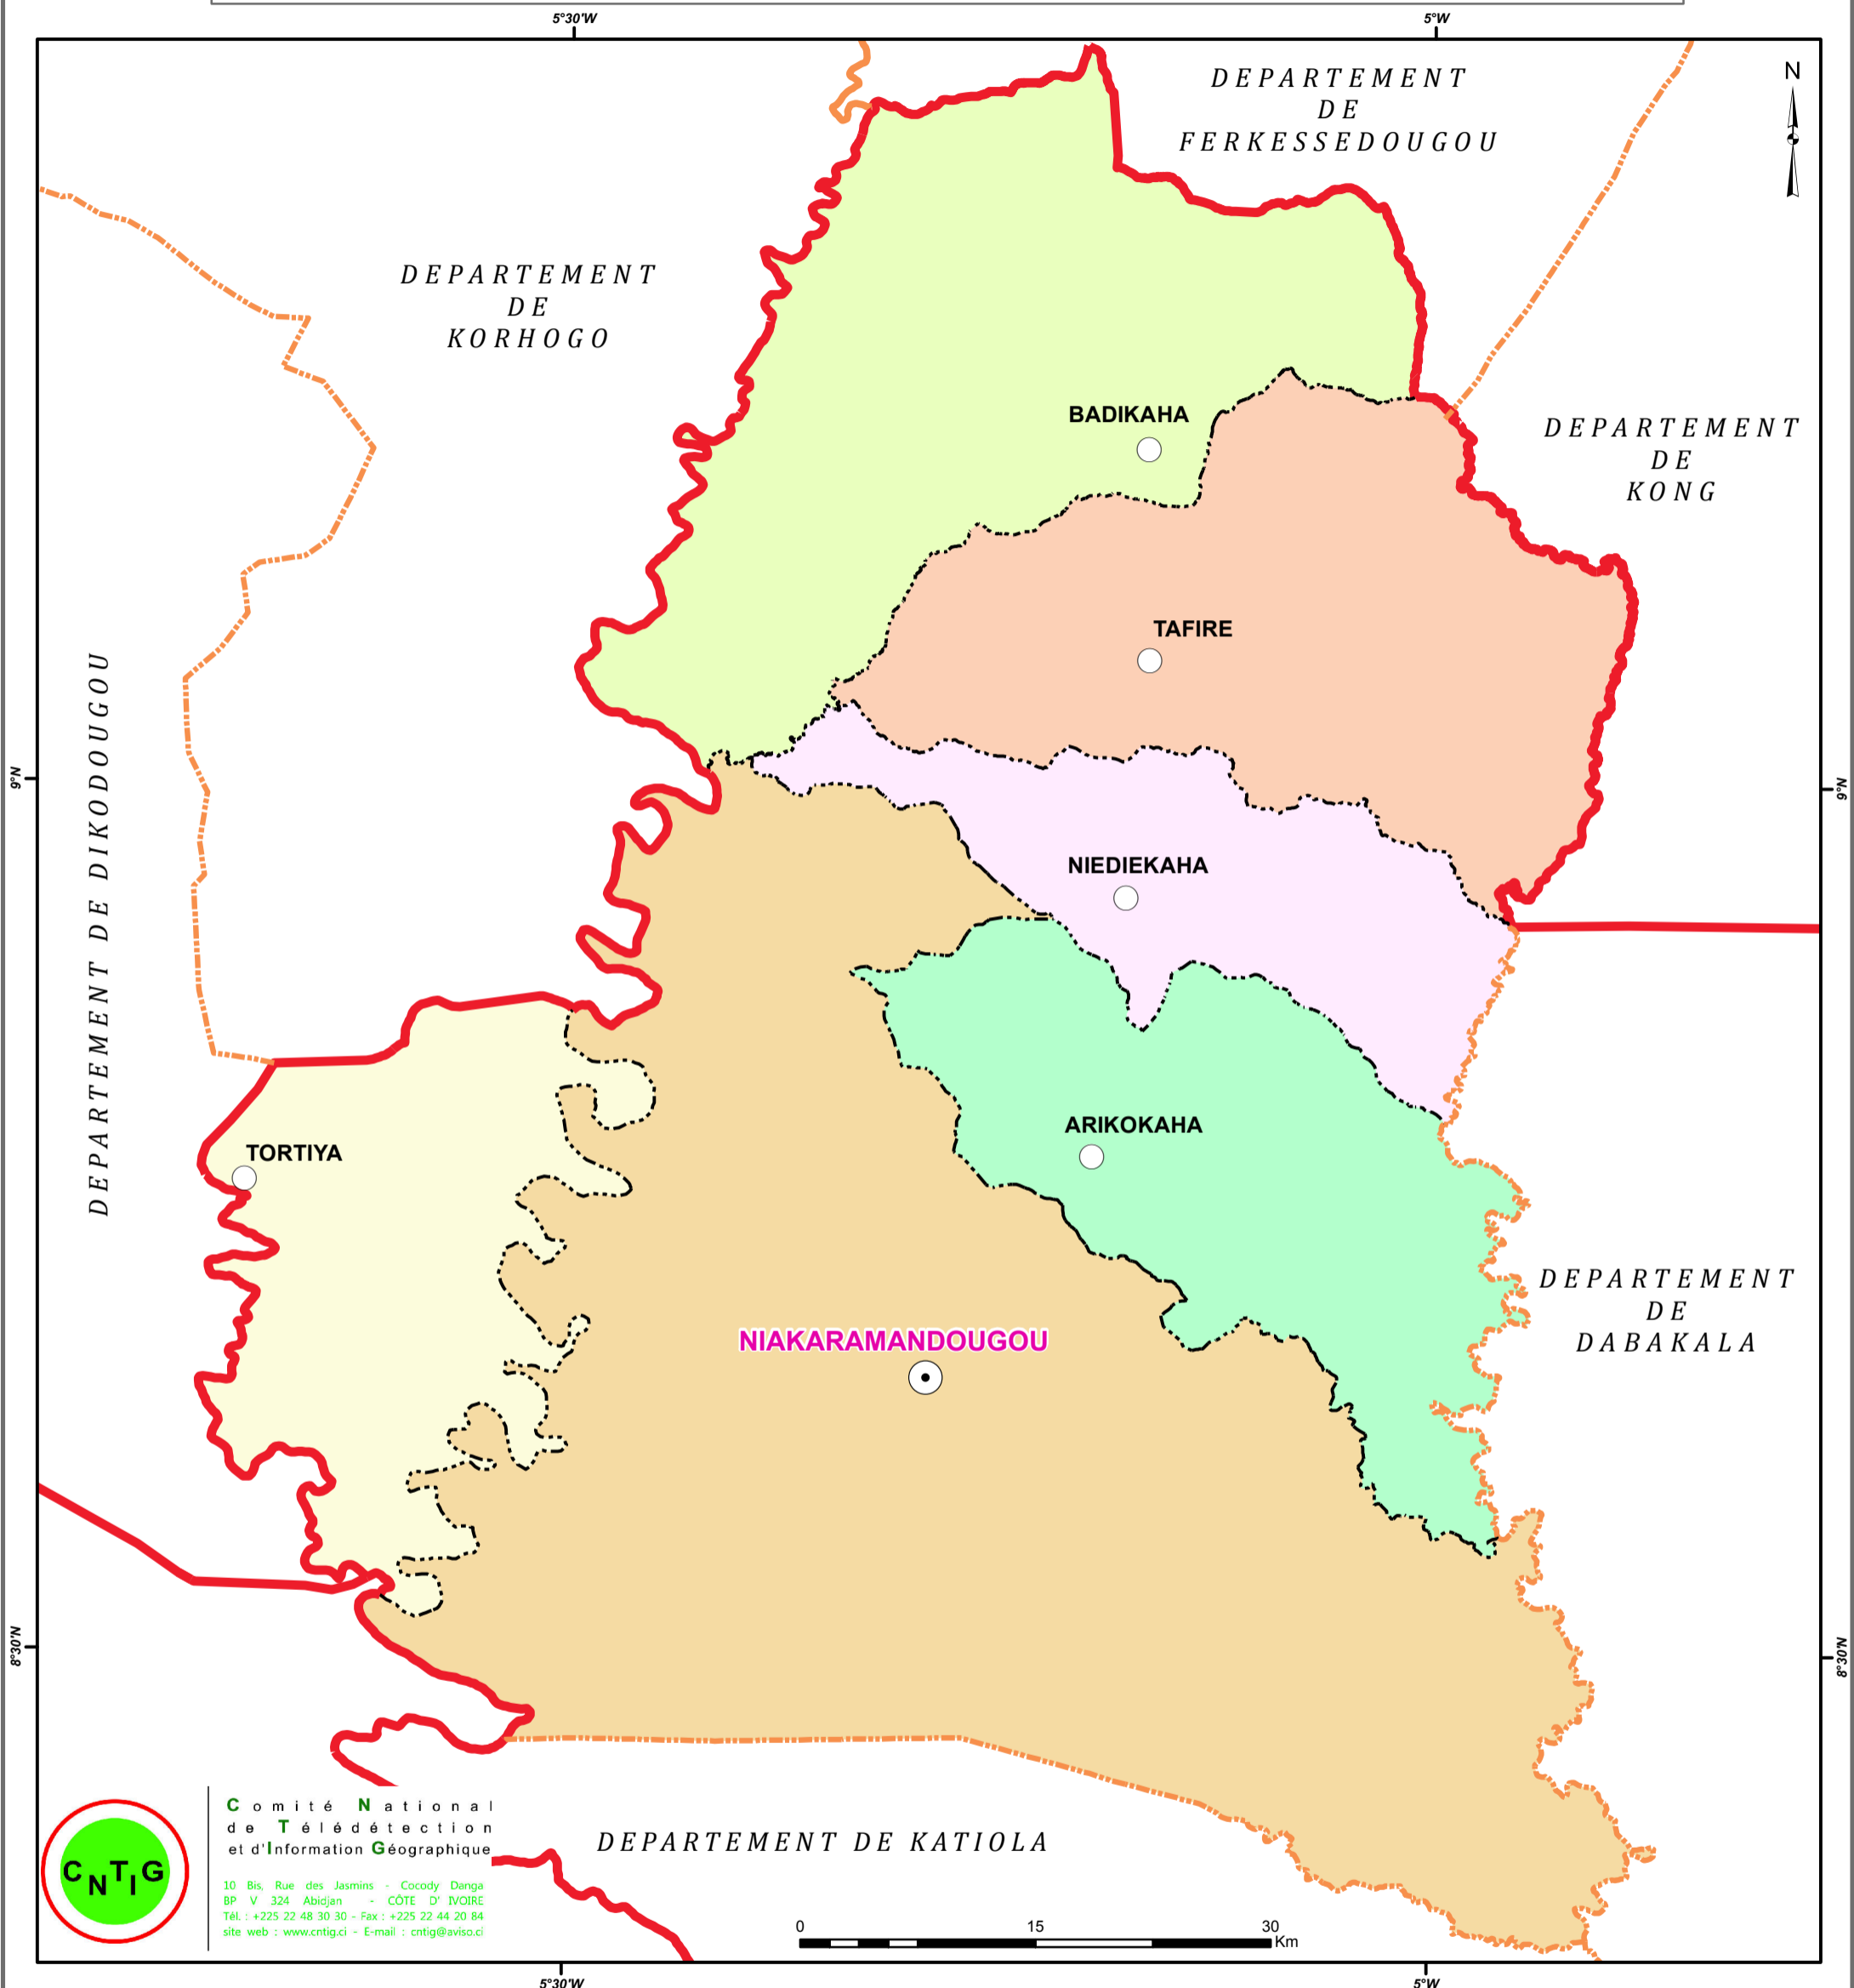 5°30'W
5°W
N
DEPARTEMENT
DE
FERKESSEDOUGOU
DEPARTEMENT
DE
KORHOGO
BADIKAHA
DEPARTEMENT
DE
KONG
TAFIRE
DEPARTEMENT DE DIKODOUGOU
9°N
9°N
NIEDIEKAHA
ARIKOKAHA
TORTIYA
DEPARTEMENT
DE
DABAKALA
NIAKARAMANDOUGOU
8°30'N
8°30'N
Comité National
de Télédétection
et d'Information Géographique
DEPARTEMENT DE KATIOLA
CNTIG
10 Bis, Rue des Jasmins - Cocody Danga
BP V 324 Abidjan - CÔTE D' IVOIRE
Tél. : +225 22 48 30 30 - Fax : +225 22 44 20 84
site web : www.cntig.ci - E-mail : cntig@aviso.ci
0 15 30
Km
5°30'W
5°W